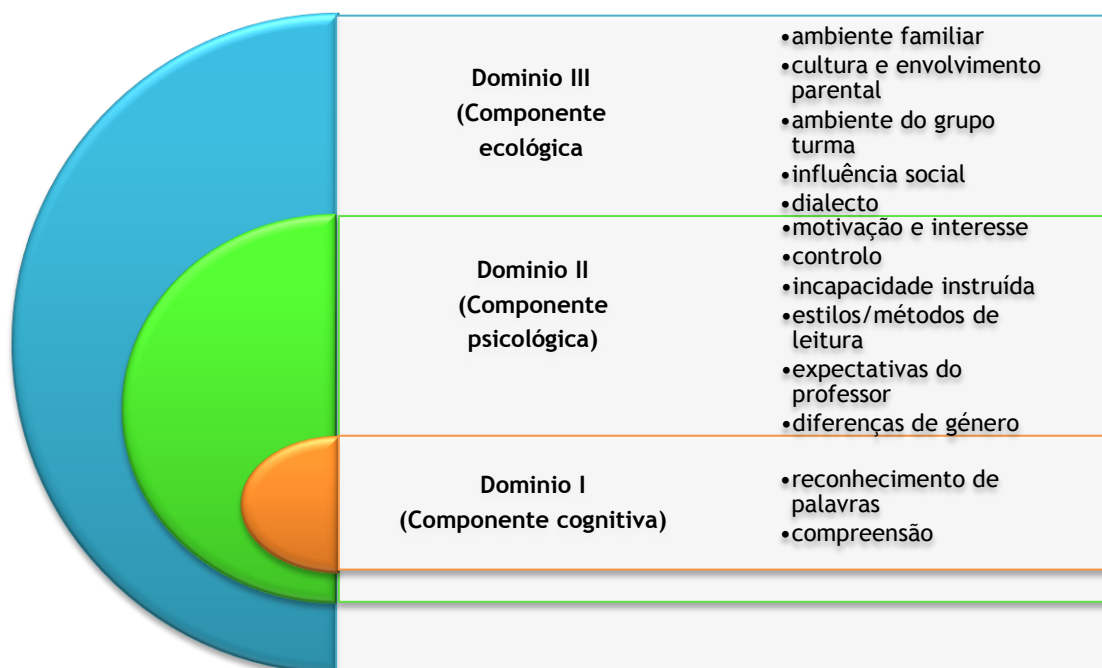 Dominio III
(Componente
ecológica
•ambiente familiar
•cultura e envolvimento
parental
•ambiente do grupo
turma
•influência social
•dialecto
Dominio II
(Componente
psicológica)
•motivação e interesse
•controlo
•incapacidade instruída
•estilos/métodos de
leitura
•expectativas do
professor
•diferenças de género
Dominio I
(Componente cognitiva)
•reconhecimento de
palavras
•compreensão